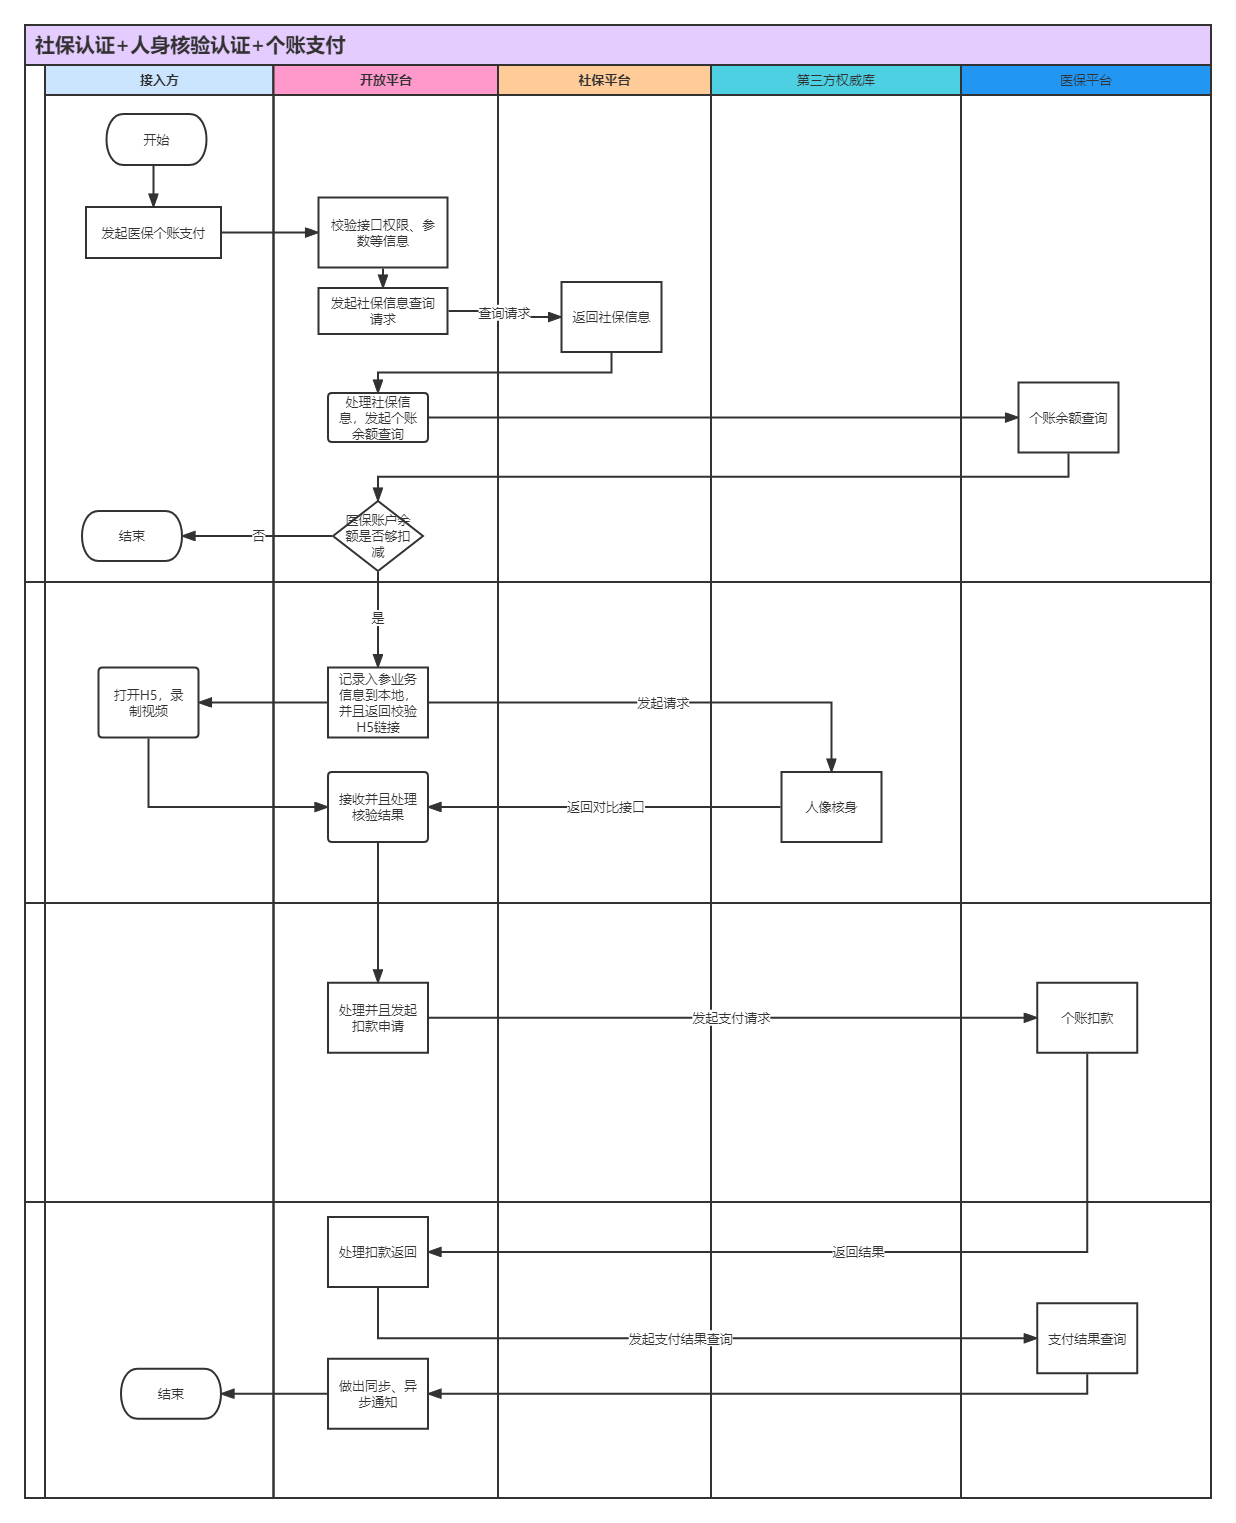 社保认证+人身核验认证+个账支付
接入方
开放平台
社保平台
第三方权威库
医保平台
开始
发起医保个账支付
校验接口权限、参
数等信息
发起社保信息查询
请求
查询请求
返回社保信息
处理社保信
息，发起个账
余额查询
个账余额查询
医保账户余
额是否够扣
减
否
结束
是
打开H5，录
制视频
记录入参业务
信息到本地，
并且返回校验
H5链接
发起请求
接收并且处理
核验结果
返回对比接口
人像核身
处理并且发起
扣款申请
发起支付请求
个账扣款
处理扣款返回
返回结果
发起支付结果查询
支付结果查询
结束
做出同步、异
步通知